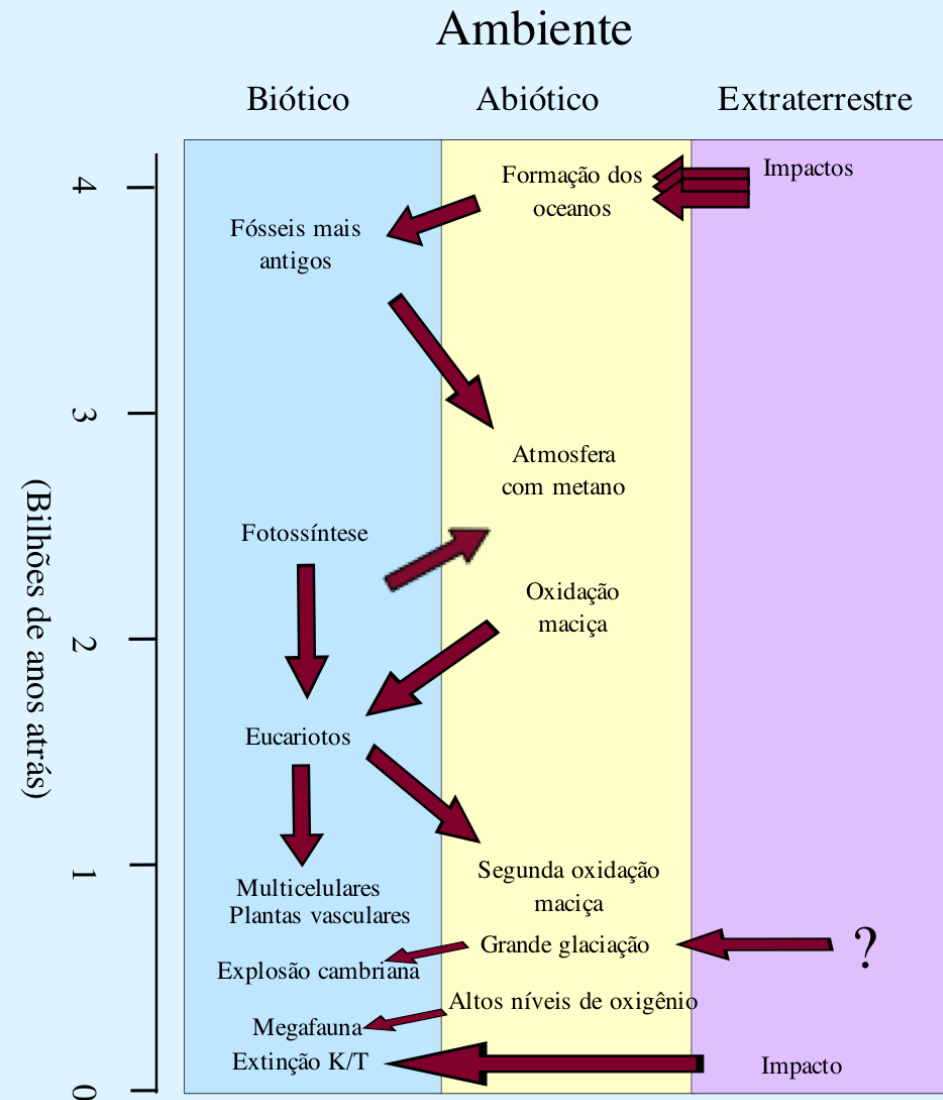 Ambiente
Biótico
Abiótico
Extraterrestre
4
Formação dos
oceanos
Impactos
Fósseis mais
antigos
3
Atmosfera
com metano
(Bilhões de anos atrás)
Fotossíntese
Oxidação
maciça
2
Eucariotos
1
Segunda oxidação
maciça
Multicelulares
Plantas vasculares
Grande glaciação
?
Explosão cambriana
Altos níveis de oxigênio
Megafauna
Extinção K/T
Impacto
0